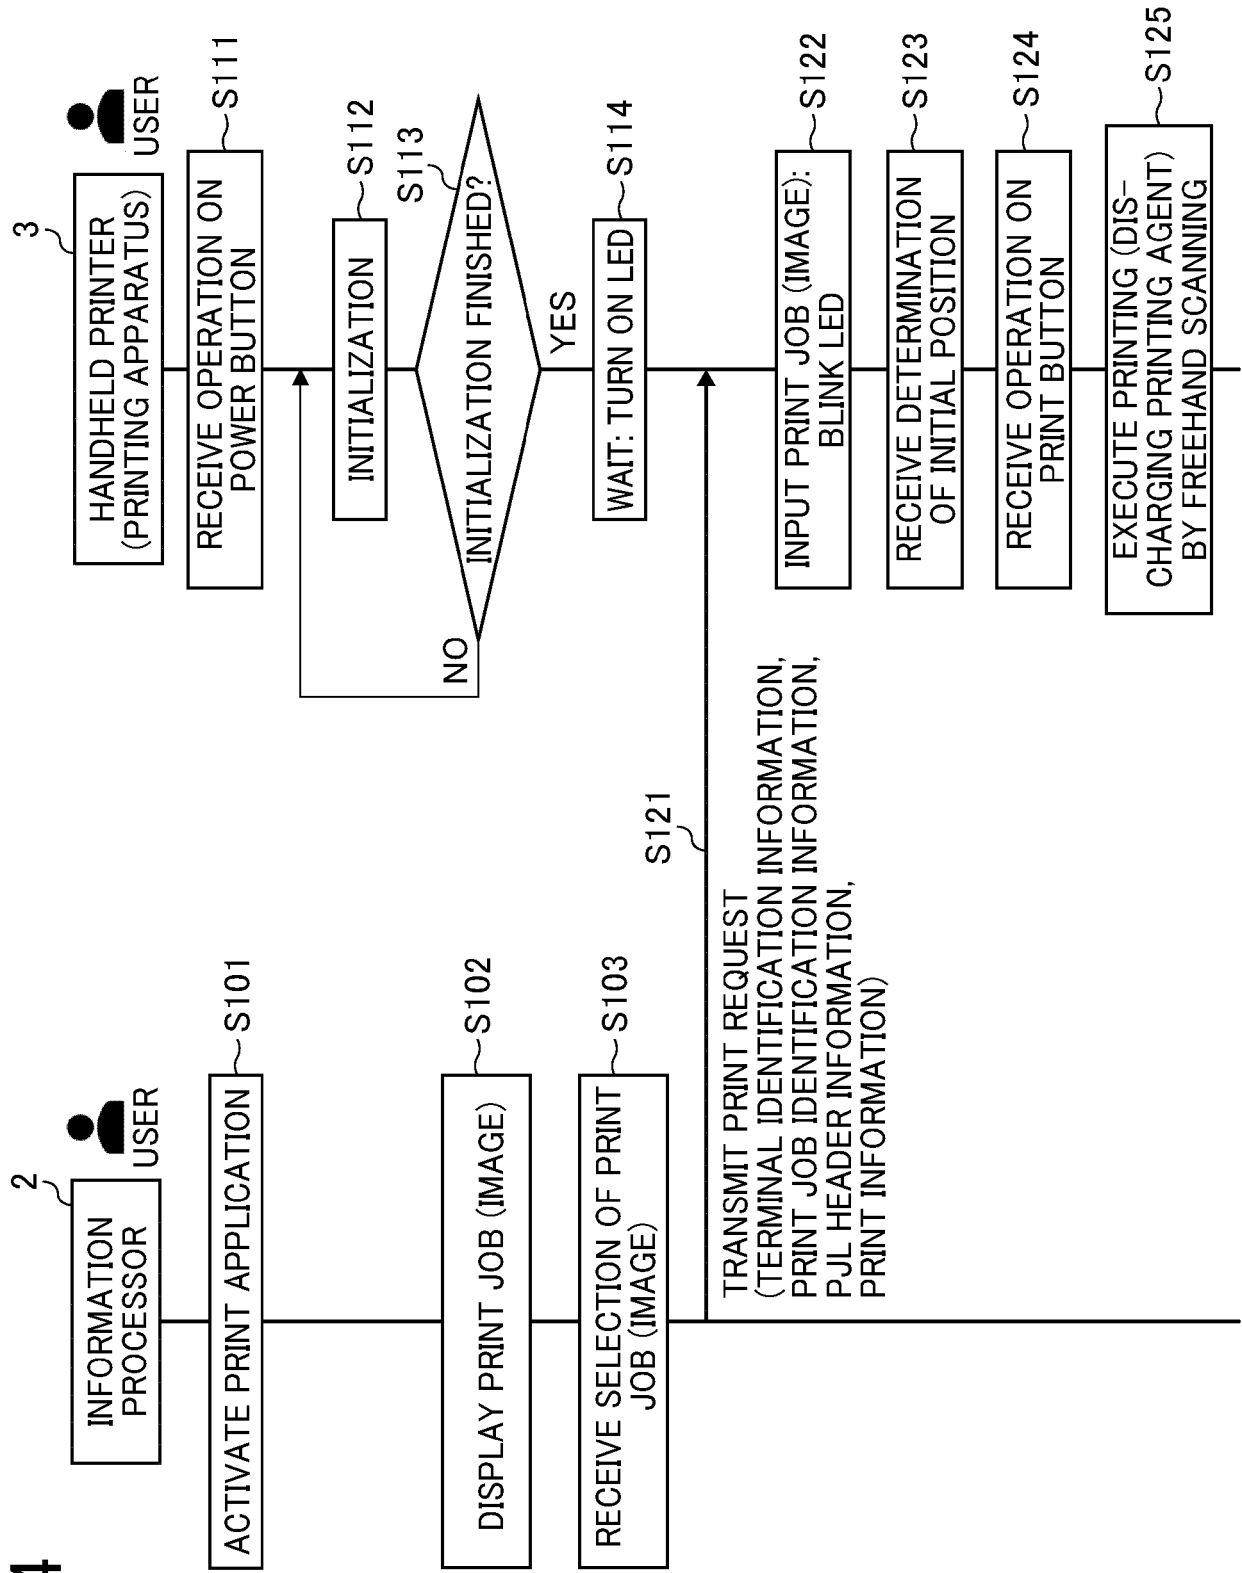 4
2
INFORMATION
PROCESSOR
USER
ACTIVATE PRINT APPLICATION
S101
DISPLAY PRINT JOB (IMAGE)
S102
RECEIVE SELECTION OF PRINT
JOB (IMAGE)
S103
S121
TRANSMIT PRINT REQUEST
(TERMINAL IDENTIFICATION INFORMATION,
PRINT JOB IDENTIFICATION INFORMATION,
PJL HEADER INFORMATION,
PRINT INFORMATION)
3
HANDHELD PRINTER
(PRINTING APPARATUS)
USER
RECEIVE OPERATION ON
POWER BUTTON
S111
INITIALIZATION
S112
INITIALIZATION FINISHED?
S113
NO
YES
WAIT: TURN ON LED
S114
INPUT PRINT JOB (IMAGE):
BLINK LED
S122
RECEIVE DETERMINATION
OF INITIAL POSITION
S123
RECEIVE OPERATION ON
PRINT BUTTON
S124
EXECUTE PRINTING (DIS-
CHARGING PRINTING AGENT)
BY FREEHAND SCANNING
S125